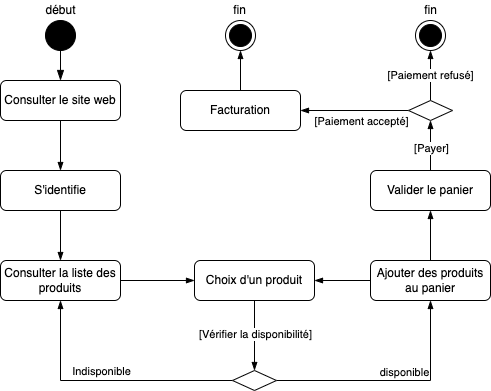 début
fin
fin
Consulter le site web
Facturation
[Paiement refusé]
[Paiement accepté]
[Payer]
S'identifie
Valider le panier
Consulter la liste des
produits
Choix d'un produit
Ajouter des produits
au panier
[Vérifier la disponibilité]
Indisponible
disponible